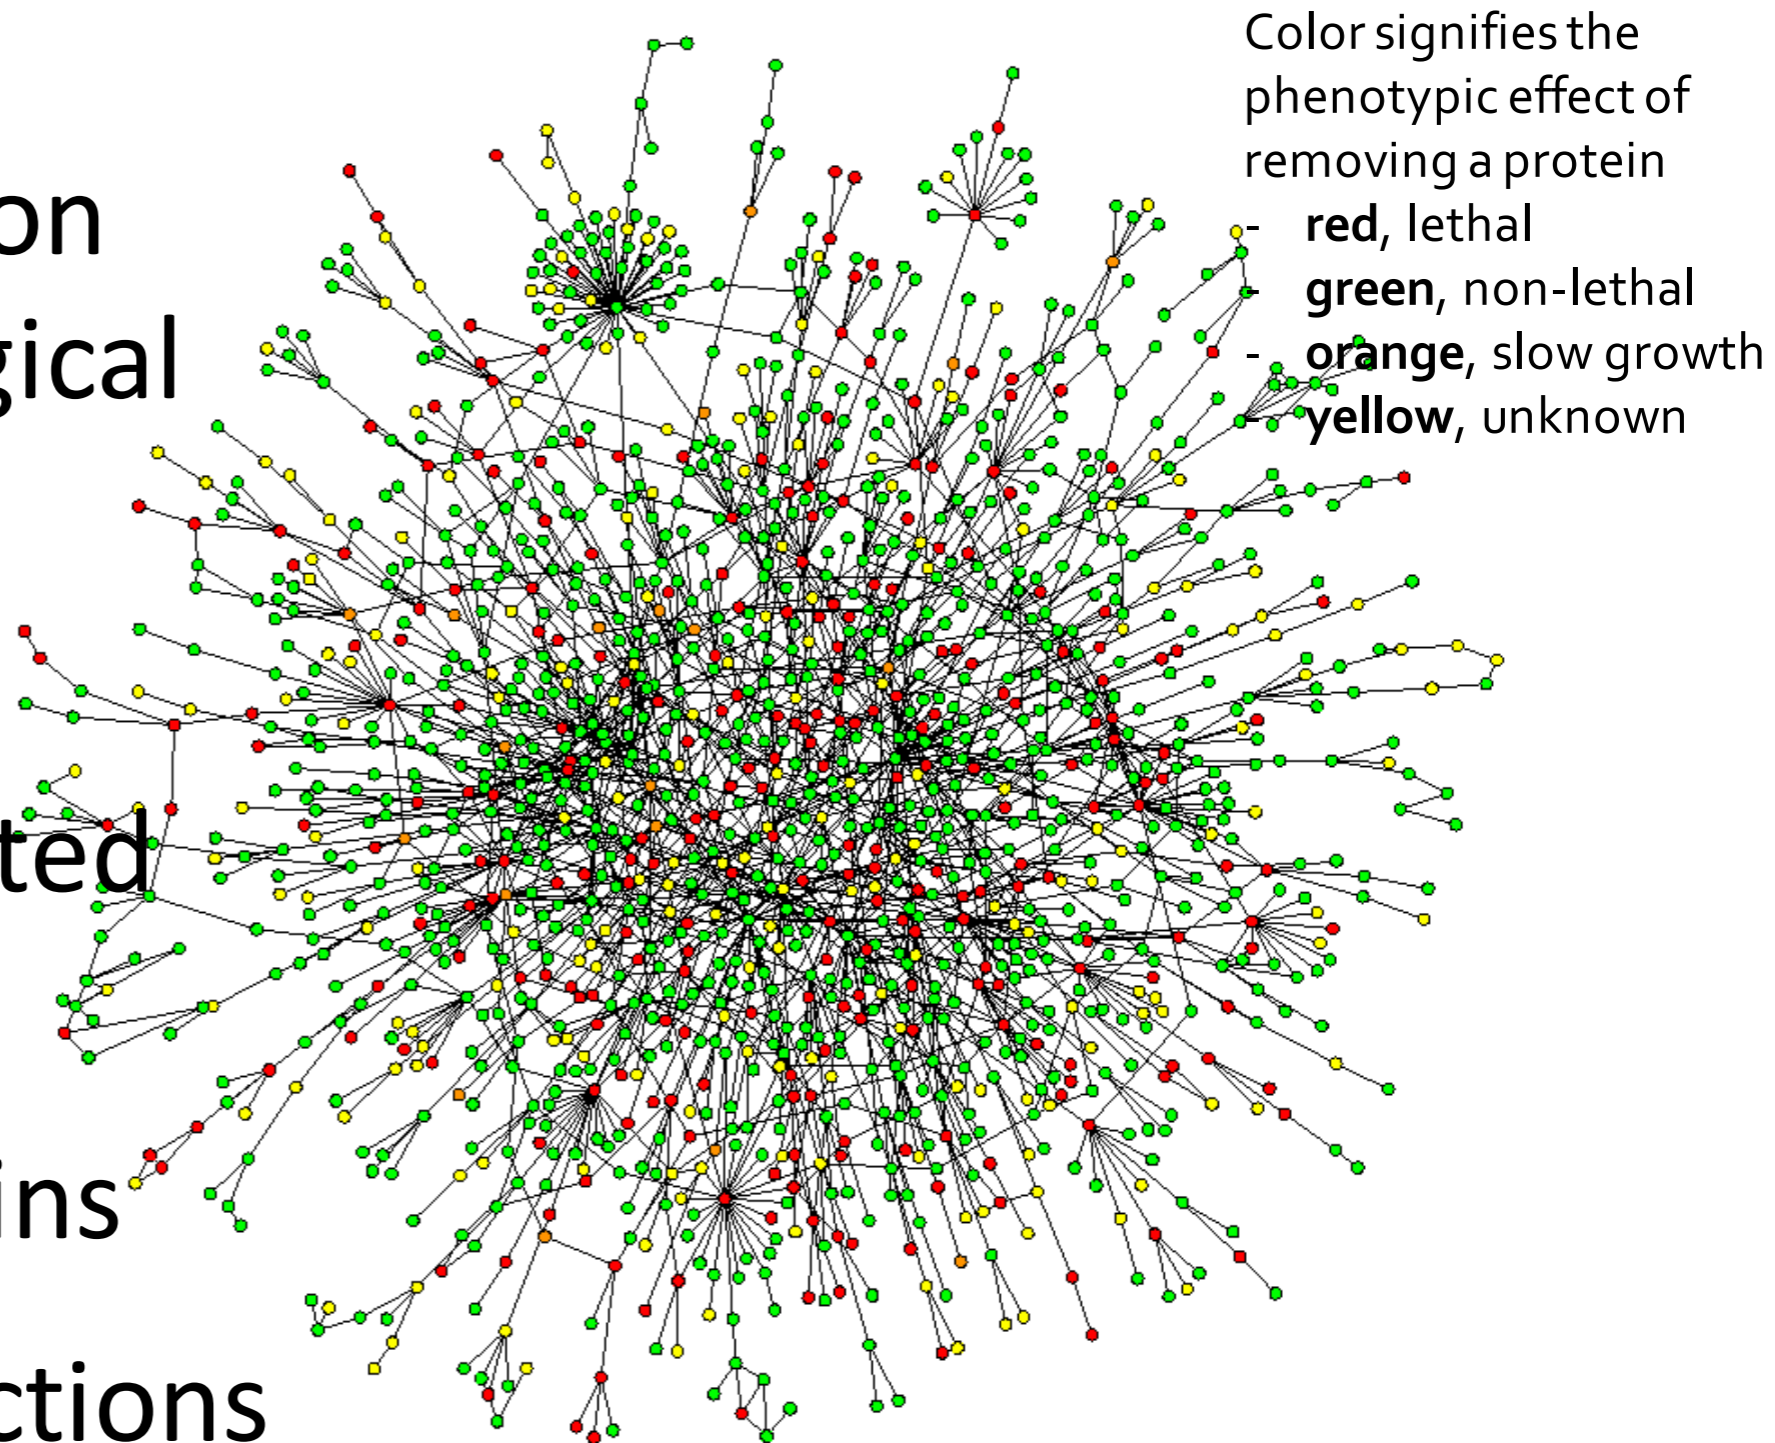 Color signifies the
phenotypic effect of
removing a protein
- red, lethal
- green, non-lethal
- orange, slow growth
- yellow, unknown
on
gical
ted
ins
ctions